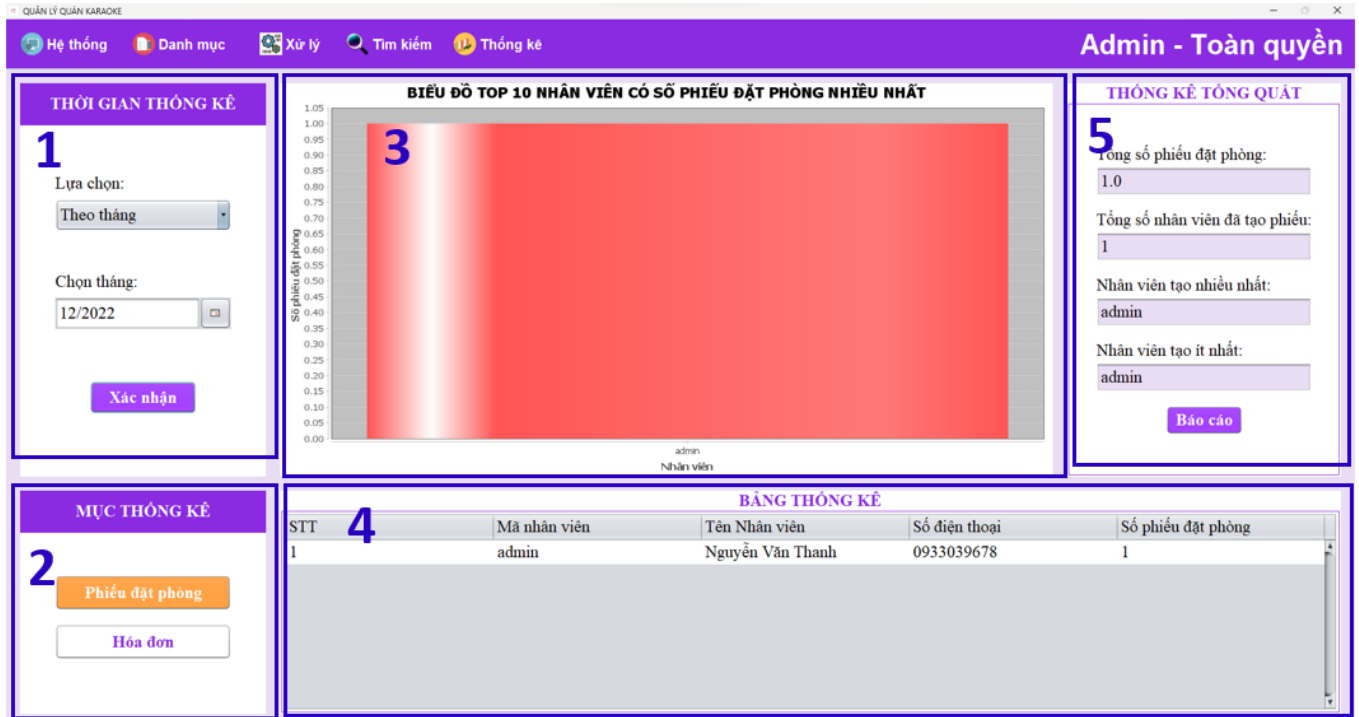 QUẢN LÝ QUÁN KARAOKE
Hệ thống Danh mục Xử lý Tìm kiếm Thống kê Admin - Toàn quyền
THỜI GIAN THỐNG KÊ
1
Lựa chọn:
Theo tháng
Chọn tháng:
12/2022
Xác nhận
MỤC THỐNG KÊ
2
Phiếu đặt phòng
Hóa đơn
BIỂU ĐỒ TOP 10 NHÂN VIÊN CÓ SỐ PHIẾU ĐẶT PHÒNG NHIỀU NHẤT
3
Số phiếu đặt phòng
1.05
1.00
0.95
0.90
0.85
0.80
0.75
0.70
0.65
0.60
0.55
0.50
0.45
0.40
0.35
0.30
0.25
0.20
0.15
0.10
0.05
0.00
admin
Nhân viên
THỐNG KÊ TỔNG QUÁT
5
Tổng số phiếu đặt phòng:
1.0
Tổng số nhân viên đã tạo phiếu:
1
Nhân viên tạo nhiều nhất:
admin
Nhân viên tạo ít nhất:
admin
Báo cáo
BẢNG THỐNG KÊ
4
STT Mã nhân viên Tên Nhân viên Số điện thoại Số phiếu đặt phòng
1 admin Nguyễn Văn Thanh 0933039678 1